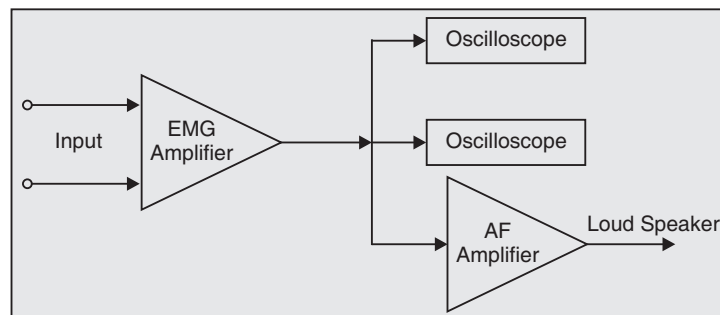 Oscilloscope
Input
EMG
Amplifier
Oscilloscope
AF
Amplifier
Loud Speaker